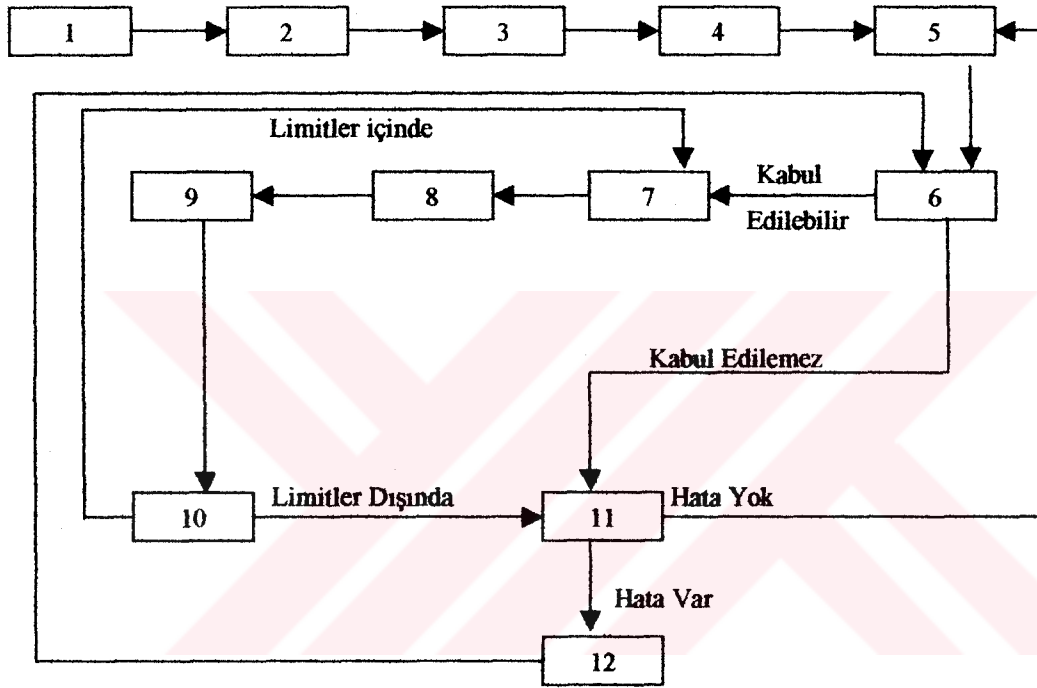 1 2 3 4 5
Limitler içinde
9 8 7 Kabul 6
Edilebilir
Kabul Edilemez
10 Limitler Dışında 11 Hata Yok
Hata Var
12